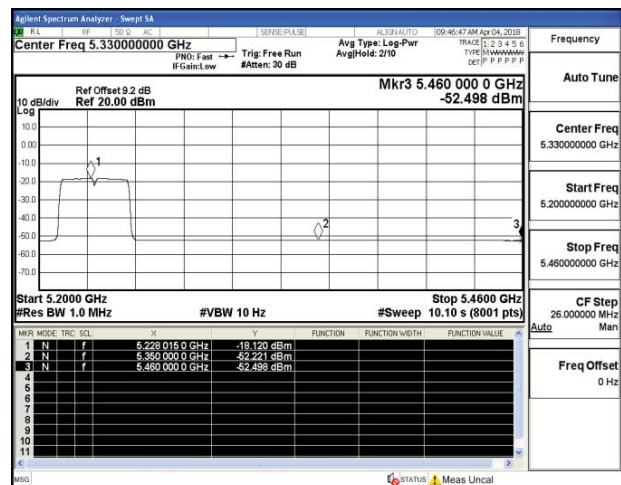 Agilent Spectrum Analyzer - Swept SA
RL RF 50 Ω AC SENSE:PULSE ALIGNAUTO 09:46:47 AM Apr 04, 2018
Center Freq 5.330000000 GHz
PNO: Fast
IFGain:Low
Trig: Free Run
#Atten: 30 dB
Avg Type: Log-Pwr
Avg|Hold: 2/10
TRACE 1 2 3 4 5 6
TYPE M
DET P P P P P P
Ref Offset 9.2 dB
Ref 20.00 dBm
10 dB/div
Log
Mkr3 5.460 000 0 GHz
-52.498 dBm
10.0
0.00
-10.0
-20.0
-30.0
-40.0
-50.0
-60.0
-70.0
1
2
3
Start 5.2000 GHz
Stop 5.4600 GHz
#Res BW 1.0 MHz
#VBW 10 Hz
#Sweep 10.10 s (8001 pts)
MKR MODE TRC SCL X Y FUNCTION FUNCTION WIDTH FUNCTION VALUE
1 N f 5.228 015 0 GHz -18.120 dBm
2 N f 5.350 000 0 GHz -52.221 dBm
3 N f 5.460 000 0 GHz -52.498 dBm
4
5
6
7
8
9
10
11
MSG
STATUS
Meas Uncal
Frequency
Auto Tune
Center Freq
5.330000000 GHz
Start Freq
5.200000000 GHz
Stop Freq
5.460000000 GHz
CF Step
26.000000 MHz
Auto Man
Freq Offset
0 Hz